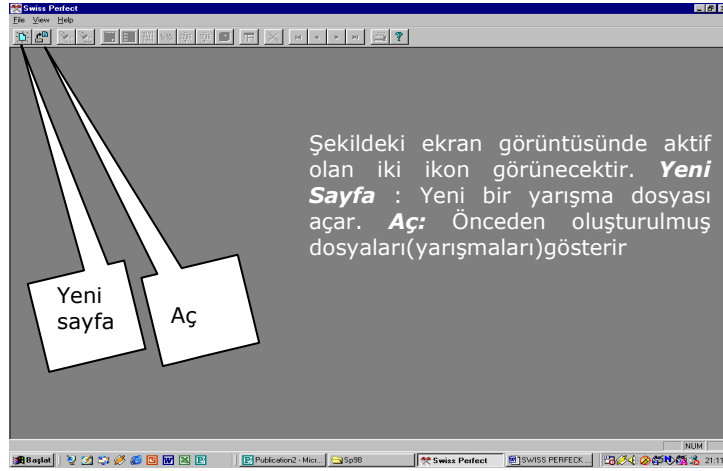 Swiss Perfect
File View Help
Şekildeki ekran görüntüsünde aktif
olan iki ikon görünecektir. Yeni
Sayfa : Yeni bir yarışma dosyası
açar. Aç: Önceden oluşturulmuş
dosyaları(yarışmaları)gösterir
Yeni
sayfa
Aç
NUM
Başlat Publication2 - Micr... Sp98 Swiss Perfect SWISS PERFECK ... 21:11